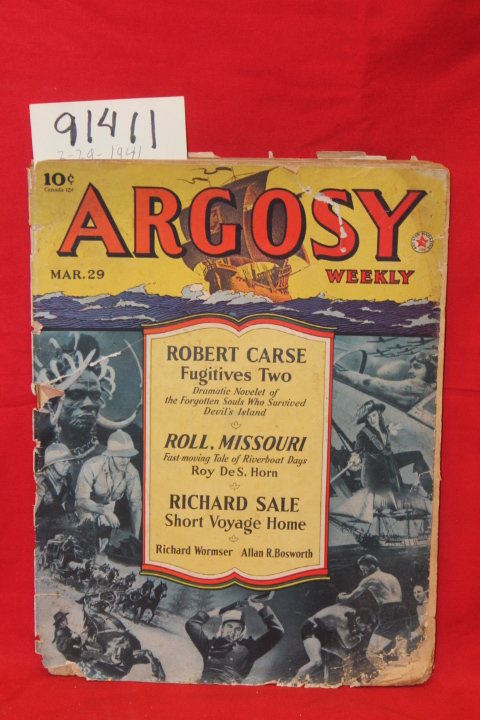 91411
3-29-1941
10¢
Canada 12¢
ARGOSY
WEEKLY
MAR. 29
ROBERT CARSE
Fugitives Two
Dramatic Novelet of
the Forgotten Souls Who Survived
Devil's Island
ROLL, MISSOURI
Fast-moving Tale of Riverboat Days
Roy DeS. Horn
RICHARD SALE
Short Voyage Home
Richard Wormser Allan R. Bosworth